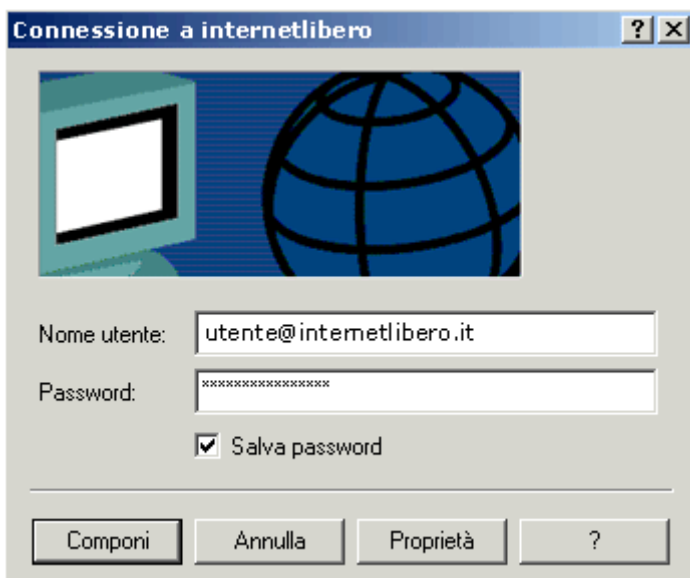 Connessione a internetlibero
Nome utente: utente@internetlibero.it
Password: ****************
Salva password
Componi Annulla Proprietà ?